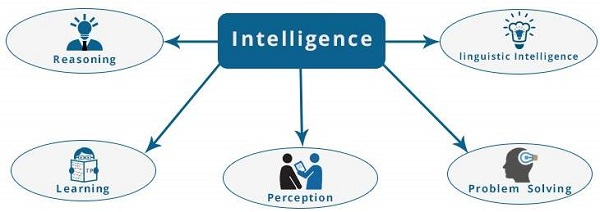 Intelligence
Reasoning
linguistic Intelligence
Learning
Perception
Problem Solving